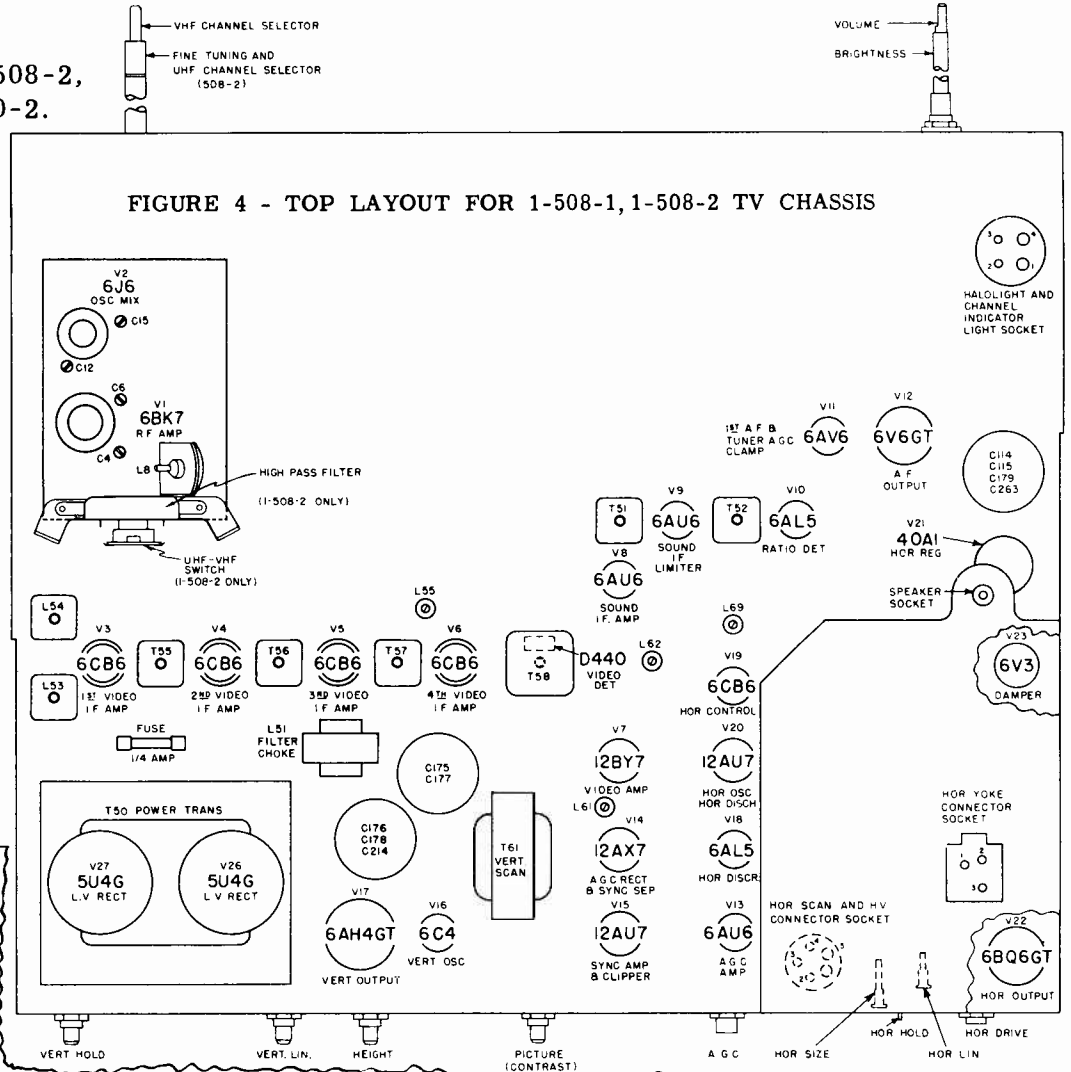 VHF CHANNEL SELECTOR
FINE TUNING AND
UHF CHANNEL SELECTOR
(508-2)
VOLUME
BRIGHTNESS
508-2,
0-2.
FIGURE 4 - TOP LAYOUT FOR 1-508-1, 1-508-2 TV CHASSIS
3
4
2
1
HALOLIGHT AND
CHANNEL
INDICATOR
LIGHT SOCKET
V2
6J6
OSC MIX
C15
C12
C6
V1
6BK7
R F AMP
C4
L8
HIGH PASS FILTER
(1-508-2 ONLY)
UHF-VHF
SWITCH
(1-508-2 ONLY)
V11
6AV6
1ST A F &
TUNER A G C
CLAMP
V12
6V6GT
A.F
OUTPUT
C114
C115
C179
C263
T51
V9
6AU6
SOUND
I F
LIMITER
T52
V10
6AL5
RATIO DET
V21
40A1
HOR REG
V8
6AU6
SOUND
I F. AMP
SPEAKER
SOCKET
L54
L53
V3
6CB6
1ST VIDEO
I F AMP
T55
V4
6CB6
2ND VIDEO
I F AMP
T56
V5
6CB6
3RD VIDEO
I F AMP
T57
L55
V6
6CB6
4TH VIDEO
I F AMP
T58
D440
VIDEO
DET
L62
L69
V19
6CB6
HOR CONTROL
V23
6V3
DAMPER
FUSE
1/4 AMP
L51
FILTER
CHOKE
C175
C177
V7
12BY7
VIDEO AMP
L61
V20
12AU7
HOR OSC
HOR DISCH
HOR YOKE
CONNECTOR
SOCKET
1
2
3
T50 POWER TRANS
V27
5U4G
L.V RECT
V26
5U4G
L V RECT
C176
C178
C214
T61
VERT
SCAN
V14
12AX7
A G C RECT
& SYNC SEP
V18
6AL5
HOR DISCR.
V17
6AH4GT
VERT OUTPUT
V16
6C4
VERT OSC
V15
12AU7
SYNC AMP
& CLIPPER
V13
6AU6
A G C
AMP
HOR SCAN AND HV
CONNECTOR SOCKET
V22
6BQ6GT
HOR OUTPUT
VERT HOLD
VERT. LIN.
HEIGHT
PICTURE
(CONTRAST)
A G C
HOR SIZE
HOR HOLD
HOR LIN
HOR DRIVE